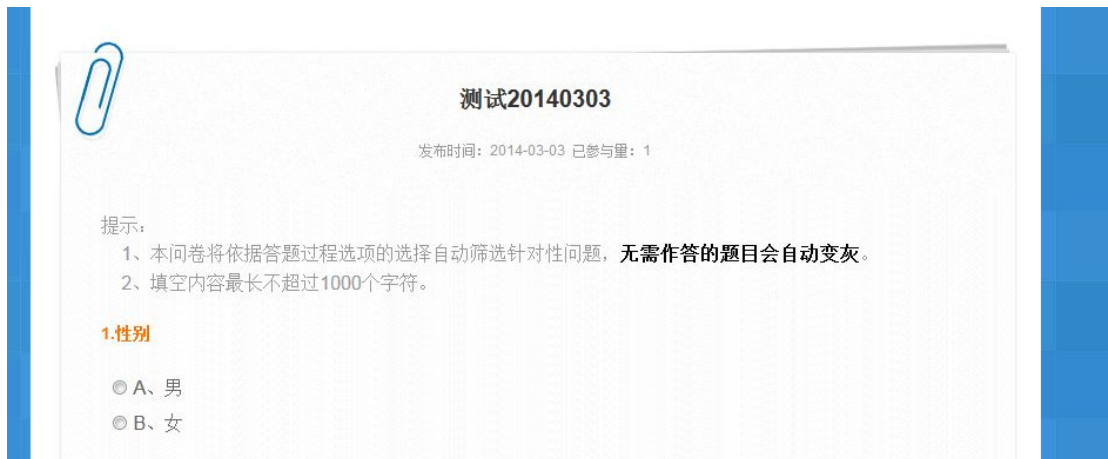 测试20140303
发布时间：2014-03-03 已参与量：1
提示：
1、本问卷将依据答题过程选项的选择自动筛选针对性问题，无需作答的题目会自动变灰。
2、填空内容最长不超过1000个字符。
1.性别
A、男
B、女